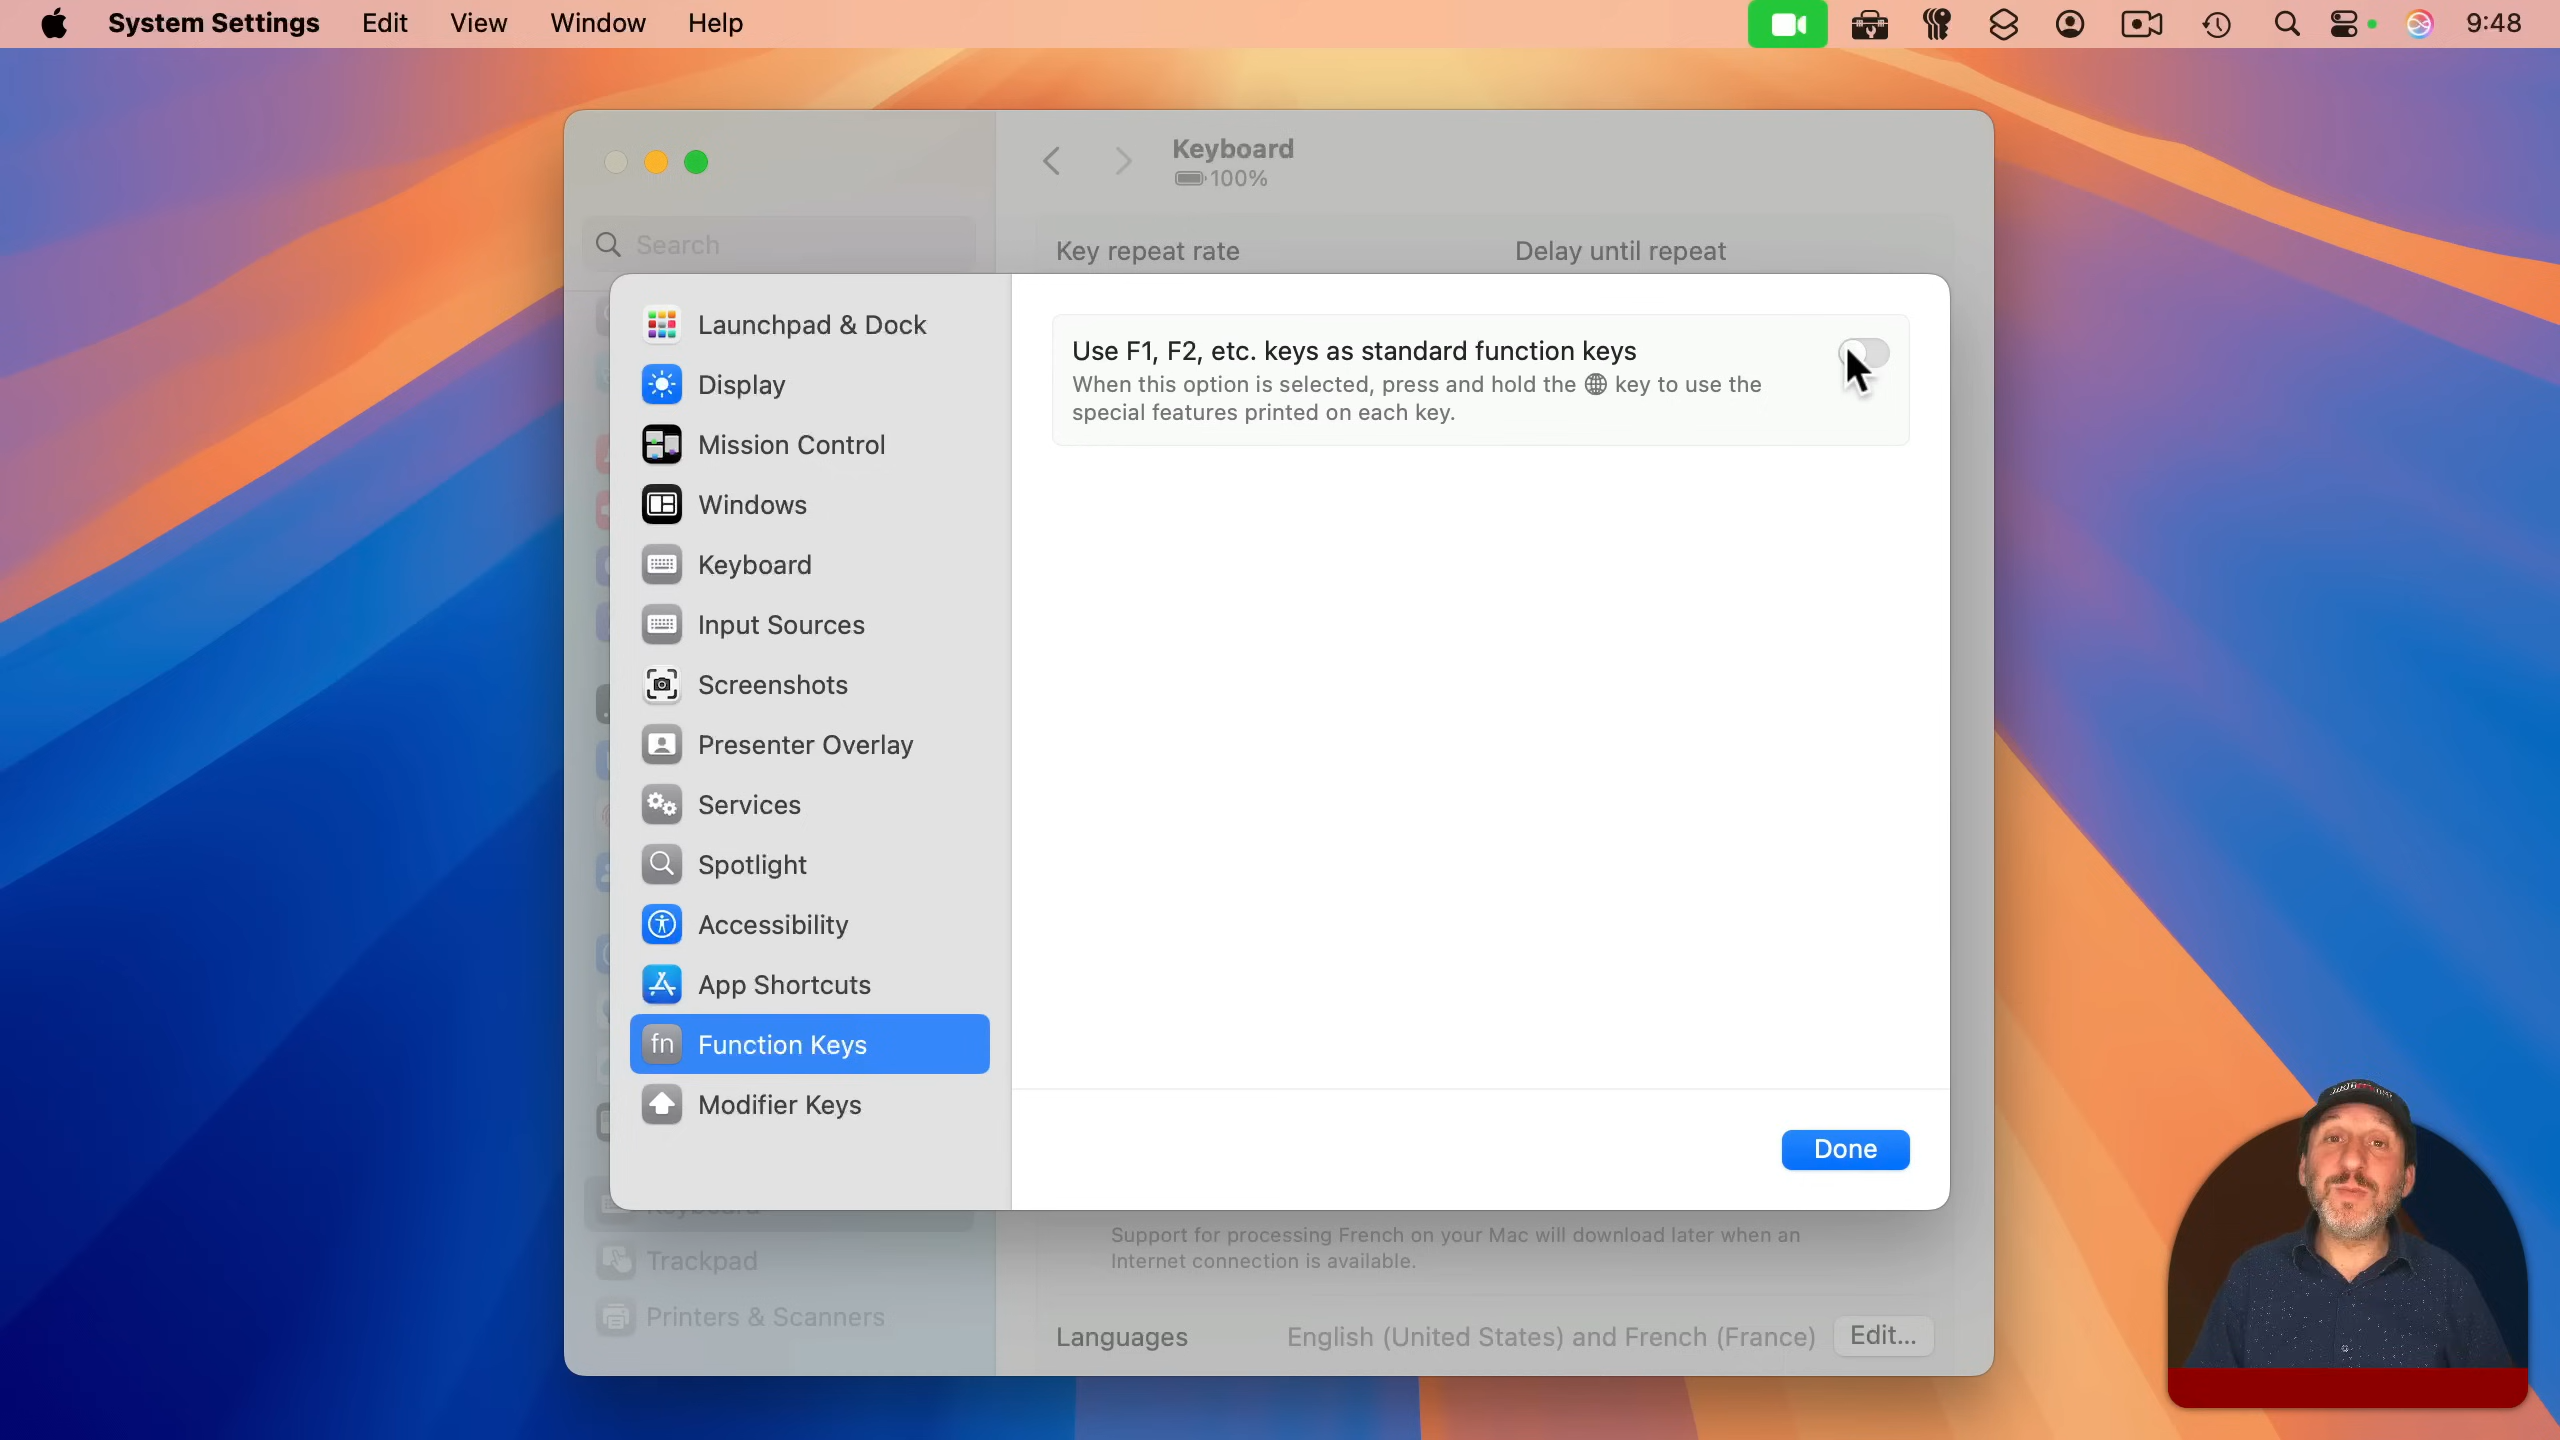 System Settings Edit View Window Help 9:48
Keyboard
100%
Search
Key repeat rate Delay until repeat
Launchpad & Dock
Display
Mission Control
Windows
Keyboard
Input Sources
Screenshots
Presenter Overlay
Services
Spotlight
Accessibility
App Shortcuts
fn Function Keys
Modifier Keys
Use F1, F2, etc. keys as standard function keys
When this option is selected, press and hold the key to use the
special features printed on each key.
Done
Keyboard
Trackpad
Printers & Scanners
Support for processing French on your Mac will download later when an
Internet connection is available.
Languages English (United States) and French (France) Edit...